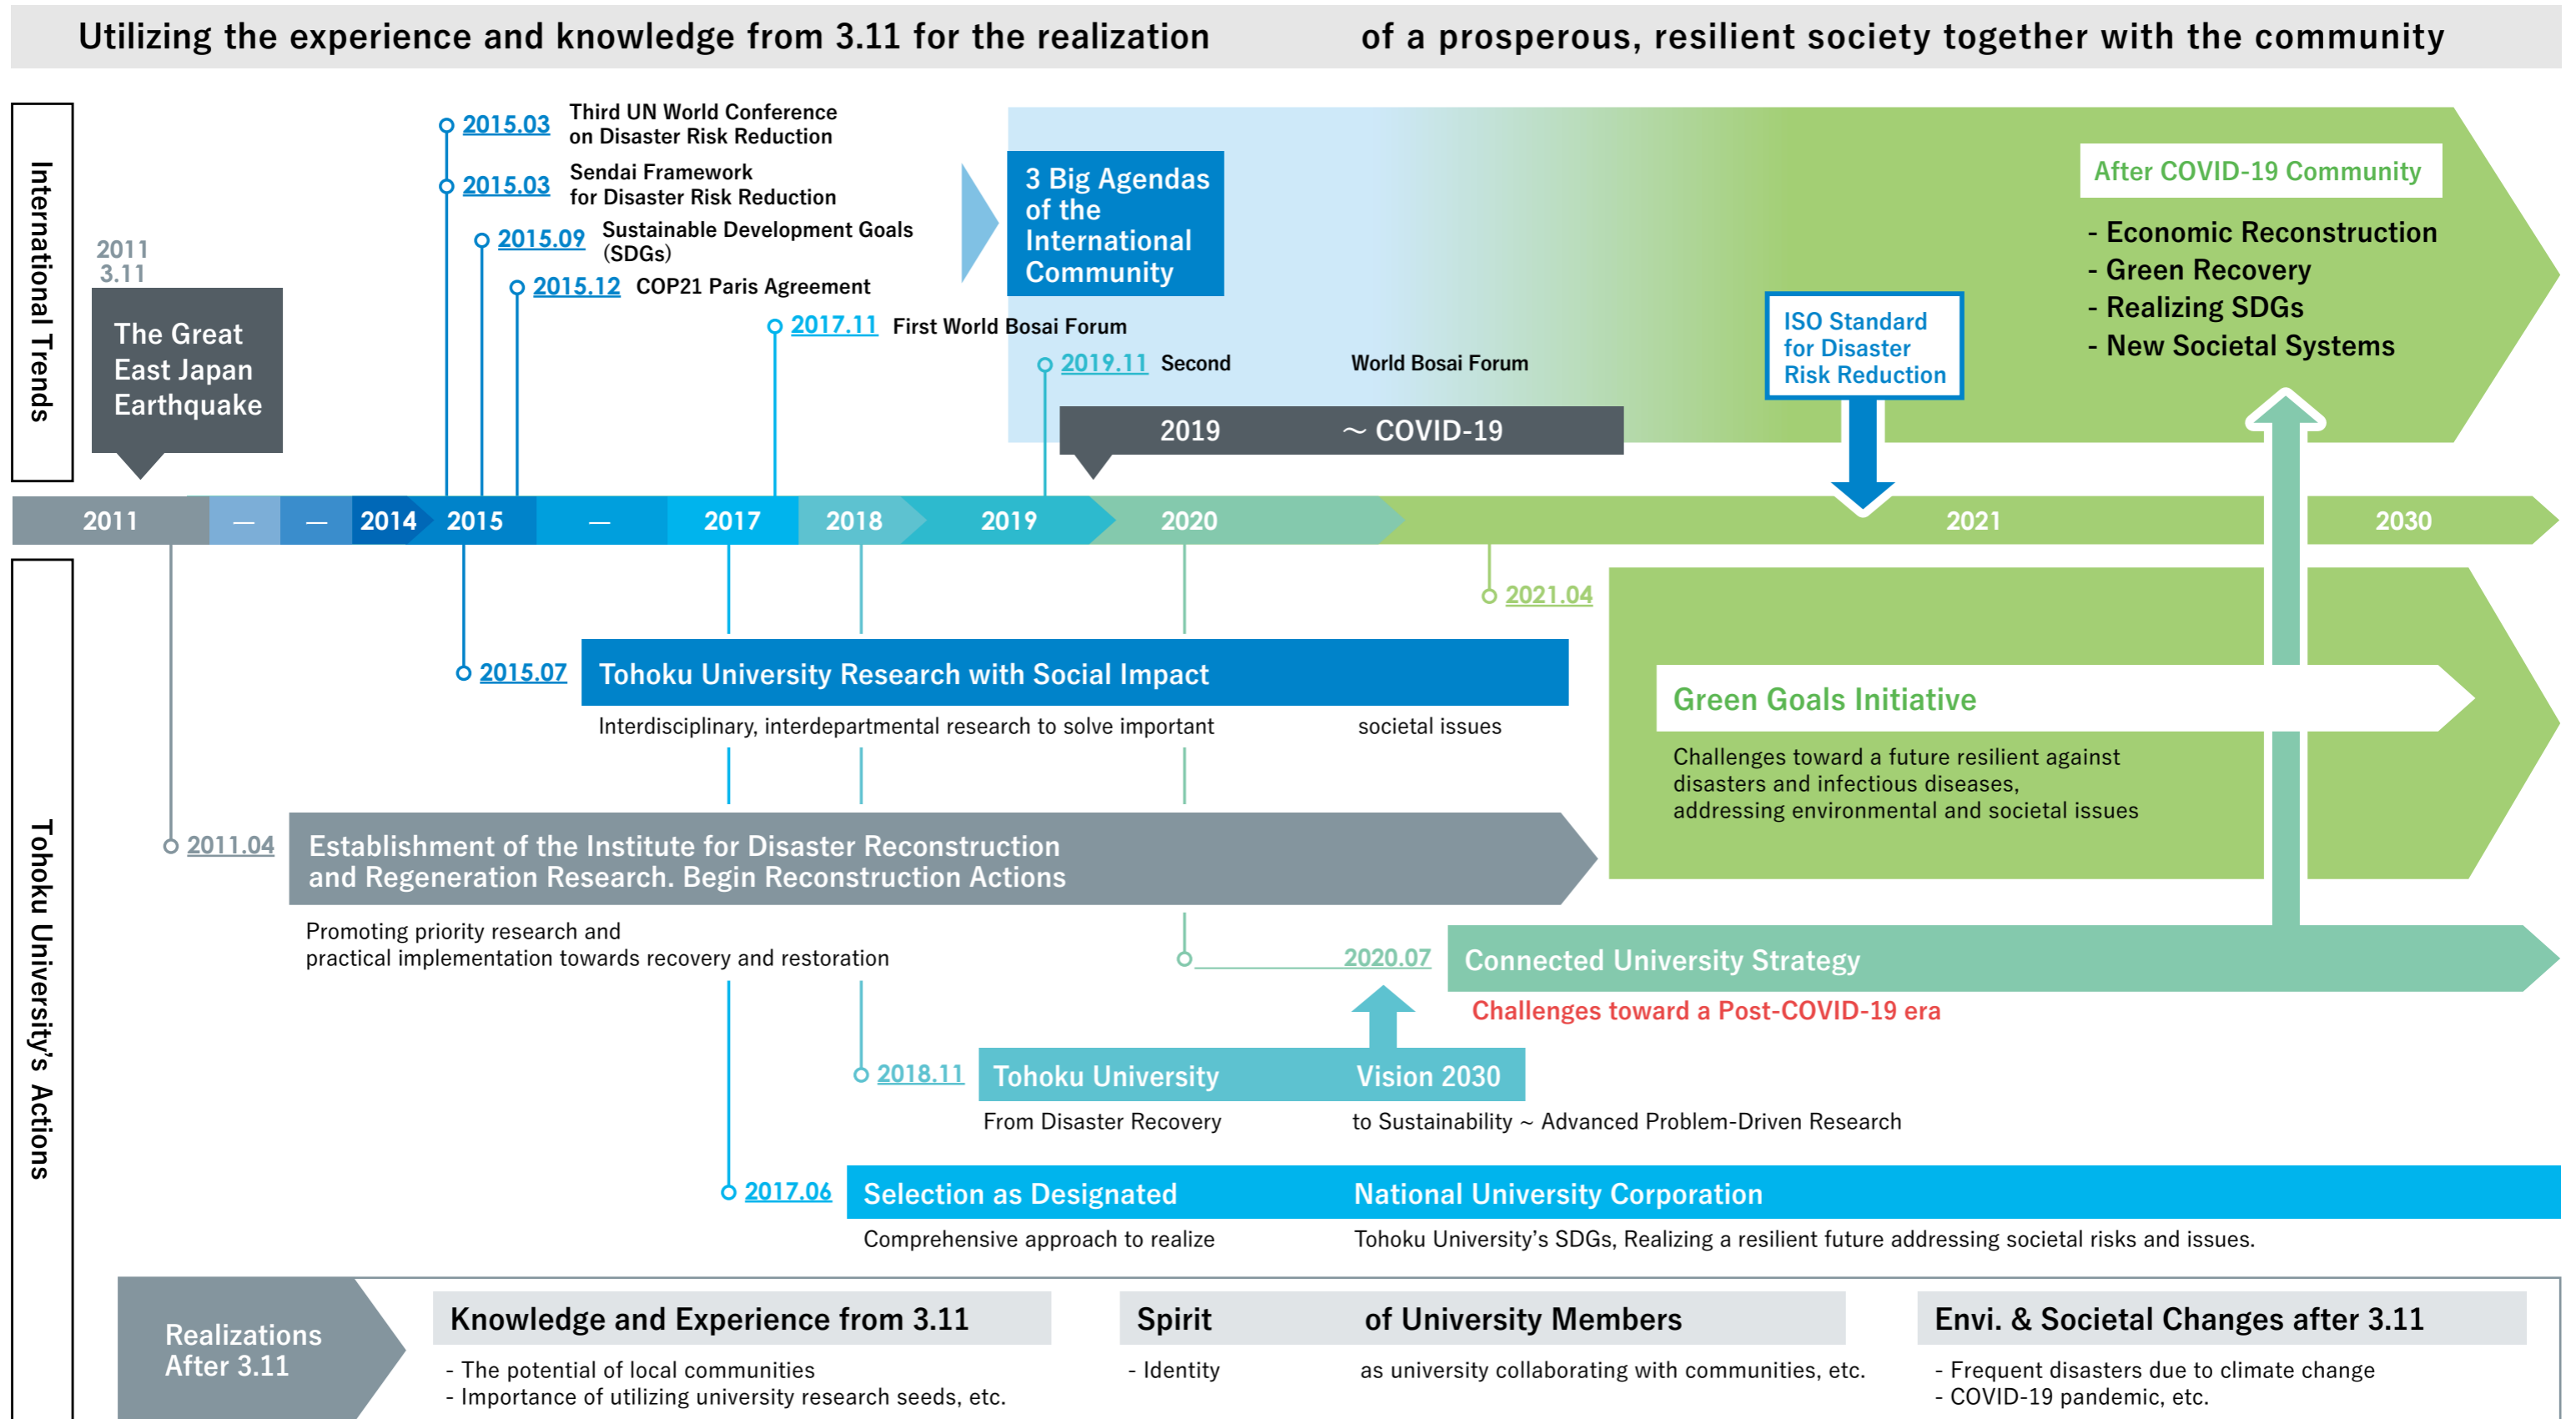 Utilizing the experience and knowledge from 3.11 for the realization of a prosperous, resilient society together with the community
International Trends
2011
3.11
The Great
East Japan
Earthquake
2015.03 Third UN World Conference
on Disaster Risk Reduction
2015.03 Sendai Framework
for Disaster Risk Reduction
2015.09 Sustainable Development Goals
(SDGs)
2015.12 COP21 Paris Agreement
2017.11 First World Bosai Forum
2019.11 Second World Bosai Forum
3 Big Agendas
of the
International
Community
2019 ～ COVID-19
ISO Standard
for Disaster
Risk Reduction
After COVID-19 Community
- Economic Reconstruction
- Green Recovery
- Realizing SDGs
- New Societal Systems
2011 — — 2014 2015 — 2017 2018 2019 2020 2021 2030
Tohoku University's Actions
2021.04
Green Goals Initiative
Challenges toward a future resilient against
disasters and infectious diseases,
addressing environmental and societal issues
2015.07 Tohoku University Research with Social Impact
Interdisciplinary, interdepartmental research to solve important societal issues
2011.04 Establishment of the Institute for Disaster Reconstruction
and Regeneration Research. Begin Reconstruction Actions
Promoting priority research and
practical implementation towards recovery and restoration
2020.07 Connected University Strategy
Challenges toward a Post-COVID-19 era
2018.11 Tohoku University Vision 2030
From Disaster Recovery to Sustainability ~ Advanced Problem-Driven Research
2017.06 Selection as Designated National University Corporation
Comprehensive approach to realize Tohoku University's SDGs, Realizing a resilient future addressing societal risks and issues.
Realizations
After 3.11
Knowledge and Experience from 3.11
- The potential of local communities
- Importance of utilizing university research seeds, etc.
Spirit of University Members
- Identity as university collaborating with communities, etc.
Envi. & Societal Changes after 3.11
- Frequent disasters due to climate change
- COVID-19 pandemic, etc.